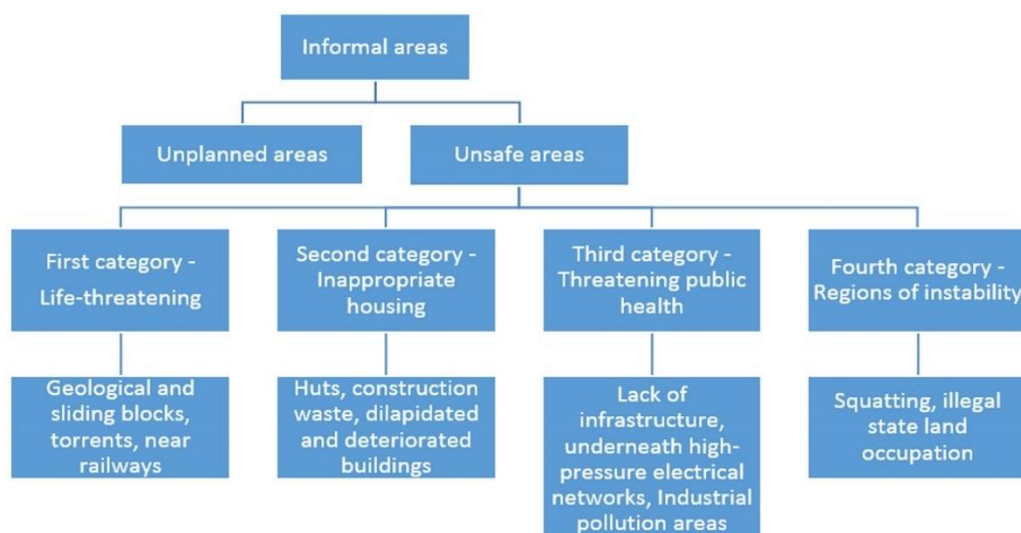 Informal areas
Unplanned areas
Unsafe areas
First category -
Life-threatening
Second category -
Inappropriate
housing
Third category -
Threatening public
health
Fourth category -
Regions of instability
Geological and
sliding blocks,
torrents, near
railways
Huts, construction
waste, dilapidated
and deteriorated
buildings
Lack of
infrastructure,
underneath high-
pressure electrical
networks, Industrial
pollution areas
Squatting, illegal
state land
occupation